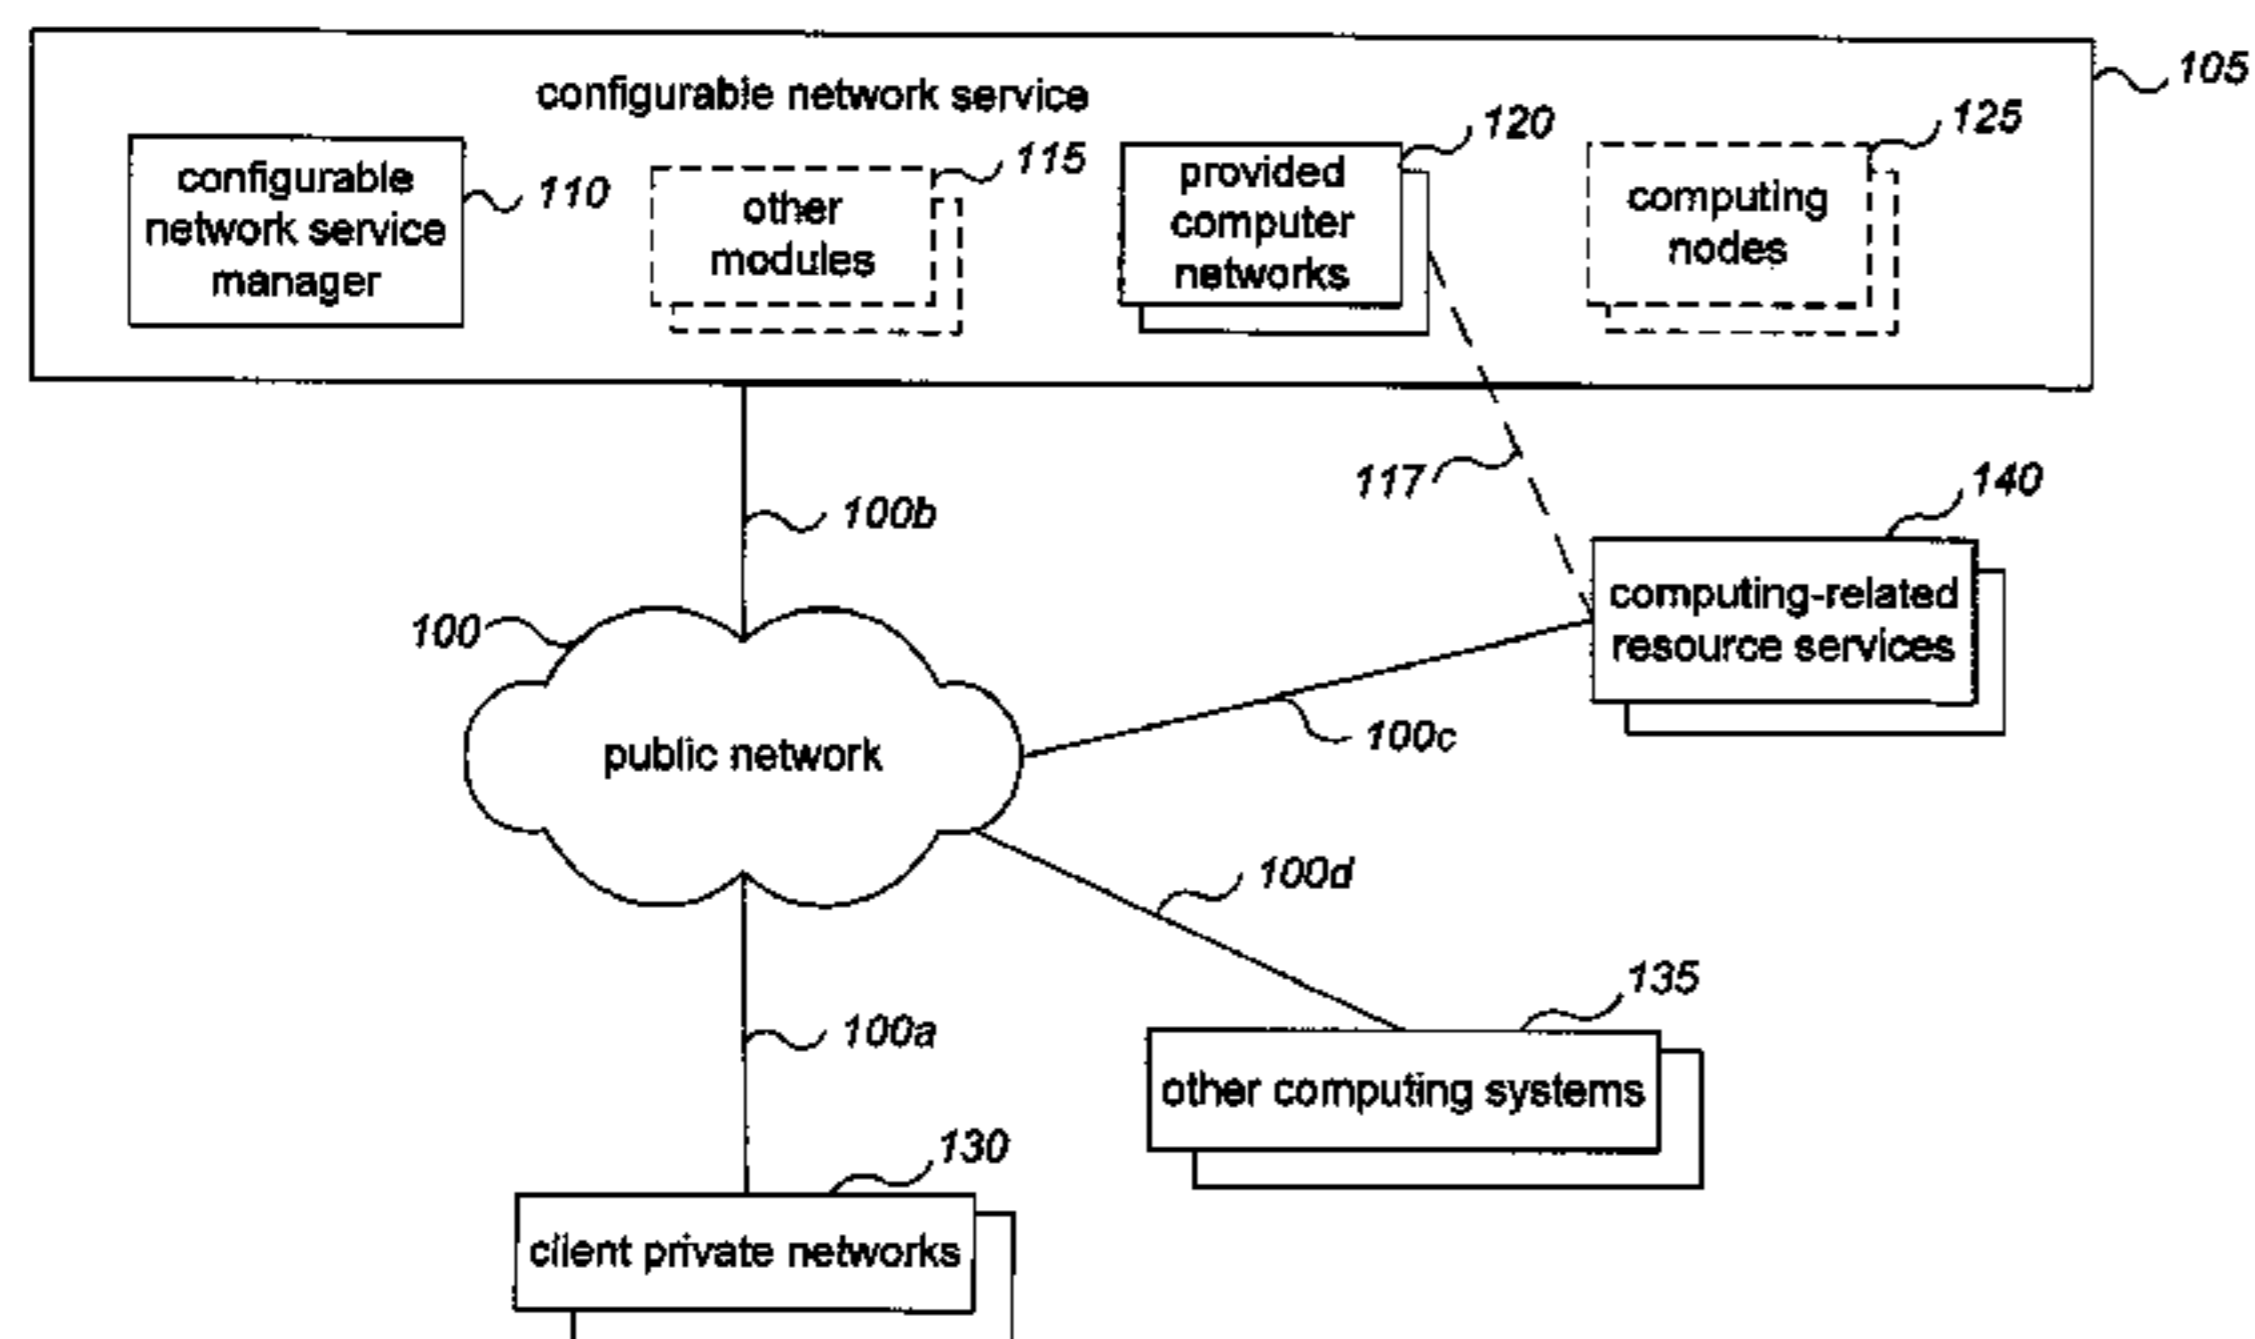 105
configurable network service
120
125
115
configurable
network service
manager
110
other
modules
provided
computer
networks
computing
nodes
117
140
100b
computing-related
resource services
100
public network
100c
100d
135
100a
other computing systems
130
client private networks